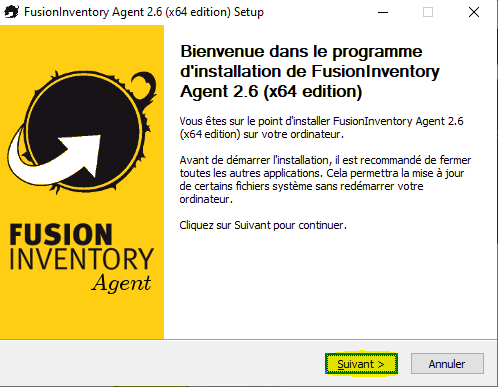 FusionInventory Agent 2.6 (x64 edition) Setup
Bienvenue dans le programme
d'installation de FusionInventory
Agent 2.6 (x64 edition)
Vous êtes sur le point d'installer FusionInventory Agent 2.6
(x64 edition) sur votre ordinateur.
Avant de démarrer l'installation, il est recommandé de fermer
toutes les autres applications. Cela permettra la mise à jour
de certains fichiers système sans redémarrer votre
ordinateur.
Cliquez sur Suivant pour continuer.
FUSION
INVENTORY
Agent
Suivant >
Annuler